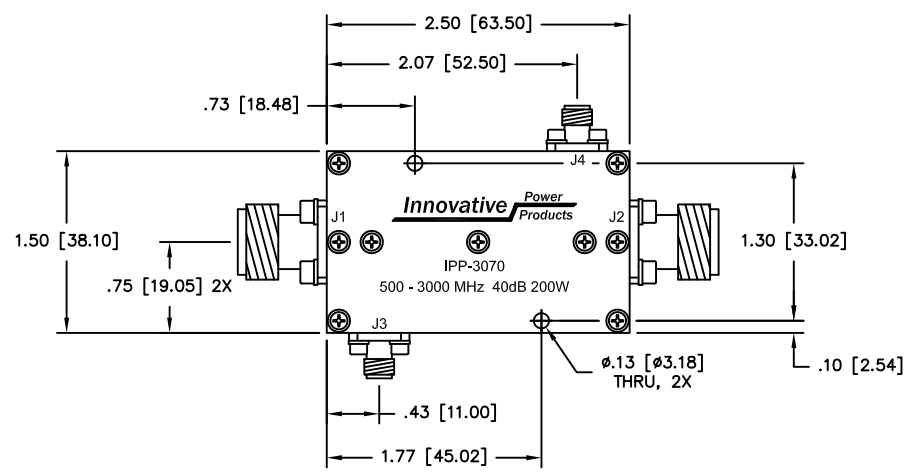 2.50 [63.50]
2.07 [52.50]
.73 [18.48]
J4
Innovative Power Products
J1
J2
1.50 [38.10]
1.30 [33.02]
.75 [19.05] 2X
IPP-3070
500 - 3000 MHz 40dB 200W
J3
ø.13 [ø3.18]
THRU, 2X
.10 [2.54]
.43 [11.00]
1.77 [45.02]